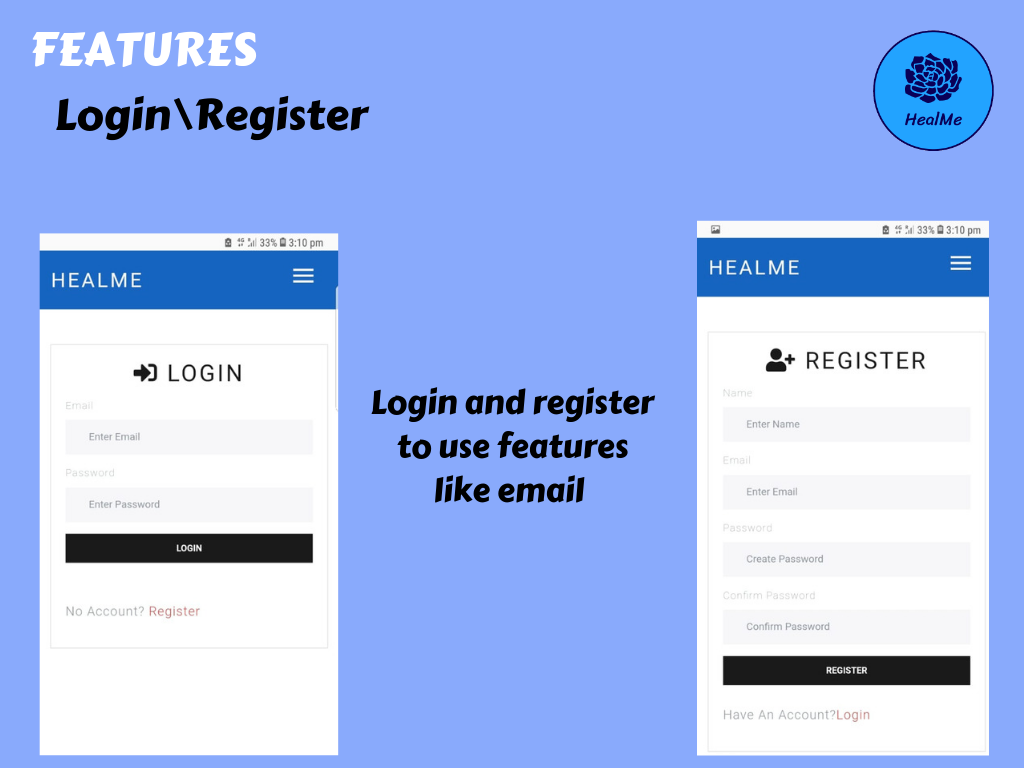 FEATURES
Login\Register
HealMe
33% 3:10 pm
HEALME
LOGIN
Email
Enter Email
Password
Enter Password
LOGIN
No Account? Register
Login and register
to use features
like email
33% 3:10 pm
HEALME
REGISTER
Name
Enter Name
Email
Enter Email
Password
Create Password
Confirm Password
Confirm Password
REGISTER
Have An Account?Login